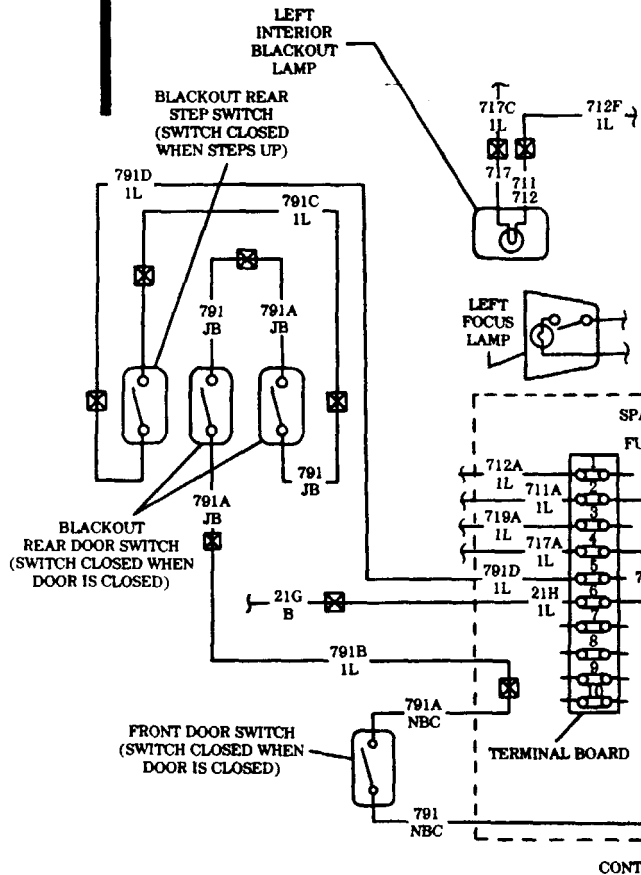 LEFT
INTERIOR
BLACKOUT
LAMP
BLACKOUT REAR
STEP SWITCH
(SWITCH CLOSED
WHEN STEPS UP)
717C
1L
712F
1L
717
711
712
791D
1L
791C
1L
791
JB
791A
JB
LEFT
FOCUS
LAMP
791
JB
791A
JB
BLACKOUT
REAR DOOR SWITCH
(SWITCH CLOSED WHEN
DOOR IS CLOSED)
SPA
FU
712A
1L
711A
1L
719A
1L
717A
1L
791D
1L
21H
1L
1
2
3
4
5
6
7
8
9
10
7
21G
B
791B
1L
791A
NBC
FRONT DOOR SWITCH
(SWITCH CLOSED WHEN
DOOR IS CLOSED)
TERMINAL BOARD
791
NBC
CONT